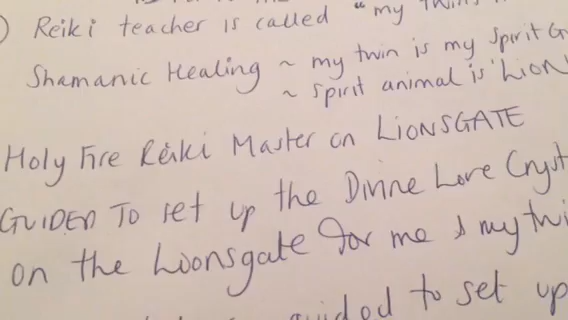 Reiki teacher is called "my twin
Shamanic Healing ~ my twin is my spirit G
~ spirit animal is 'Lion
Holy Fire Reiki Master on LIONSGATE
GUIDED TO set up the Divine Love Cryst
on the Lionsgate for me & my twi
guided to set up